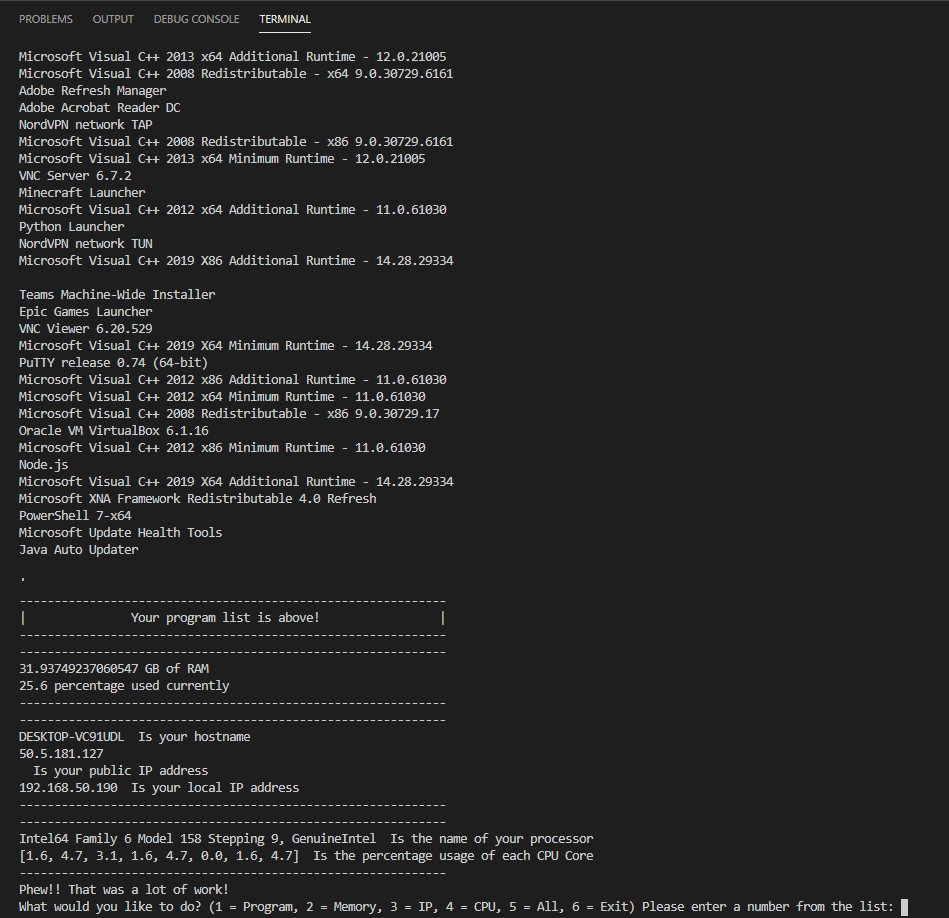 PROBLEMS OUTPUT DEBUG CONSOLE TERMINAL
Microsoft Visual C++ 2013 x64 Additional Runtime - 12.0.21005
Microsoft Visual C++ 2008 Redistributable - x64 9.0.30729.6161
Adobe Refresh Manager
Adobe Acrobat Reader DC
NordVPN network TAP
Microsoft Visual C++ 2008 Redistributable - x86 9.0.30729.6161
Microsoft Visual C++ 2013 x64 Minimum Runtime - 12.0.21005
VNC Server 6.7.2
Minecraft Launcher
Microsoft Visual C++ 2012 x64 Additional Runtime - 11.0.61030
Python Launcher
NordVPN network TUN
Microsoft Visual C++ 2019 X86 Additional Runtime - 14.28.29334
Teams Machine-Wide Installer
Epic Games Launcher
VNC Viewer 6.20.529
Microsoft Visual C++ 2019 X64 Minimum Runtime - 14.28.29334
PuTTY release 0.74 (64-bit)
Microsoft Visual C++ 2012 x86 Additional Runtime - 11.0.61030
Microsoft Visual C++ 2012 x64 Minimum Runtime - 11.0.61030
Microsoft Visual C++ 2008 Redistributable - x86 9.0.30729.17
Oracle VM VirtualBox 6.1.16
Microsoft Visual C++ 2012 x86 Minimum Runtime - 11.0.61030
Node.js
Microsoft Visual C++ 2019 X64 Additional Runtime - 14.28.29334
Microsoft XNA Framework Redistributable 4.0 Refresh
PowerShell 7-x64
Microsoft Update Health Tools
Java Auto Updater
'
-------------------------------------------------------------
|               Your program list is above!                 |
-------------------------------------------------------------
-------------------------------------------------------------
31.93749237060547 GB of RAM
25.6 percentage used currently
-------------------------------------------------------------
-------------------------------------------------------------
DESKTOP-VC91UDL  Is your hostname
50.5.181.127
  Is your public IP address
192.168.50.190  Is your local IP address
-------------------------------------------------------------
-------------------------------------------------------------
Intel64 Family 6 Model 158 Stepping 9, GenuineIntel  Is the name of your processor
[1.6, 4.7, 3.1, 1.6, 4.7, 0.0, 1.6, 4.7]  Is the percentage usage of each CPU Core
-------------------------------------------------------------
Phew!! That was a lot of work!
What would you like to do? (1 = Program, 2 = Memory, 3 = IP, 4 = CPU, 5 = All, 6 = Exit) Please enter a number from the list: